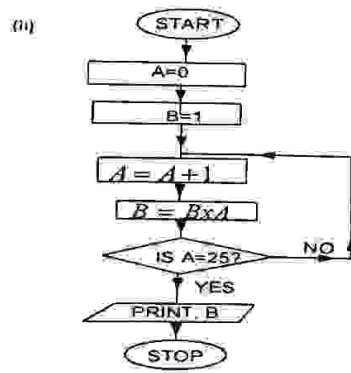 (ii)
START
A=0
B=1
A = A+1
B = BxA
IS A=25?
NO
YES
PRINT, B
STOP